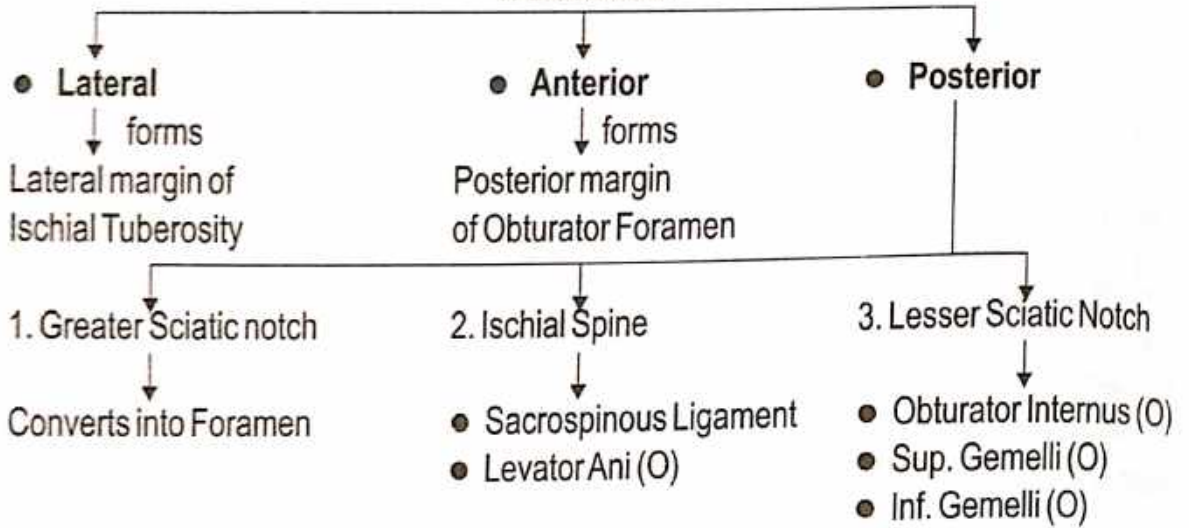 ● Lateral
● Anterior
● Posterior
forms
forms
Lateral margin of
Ischial Tuberosity
Posterior margin
of Obturator Foramen
1. Greater Sciatic notch
2. Ischial Spine
3. Lesser Sciatic Notch
Converts into Foramen
● Sacrospinous Ligament
● Levator Ani (O)
● Obturator Internus (O)
● Sup. Gemelli (O)
● Inf. Gemelli (O)